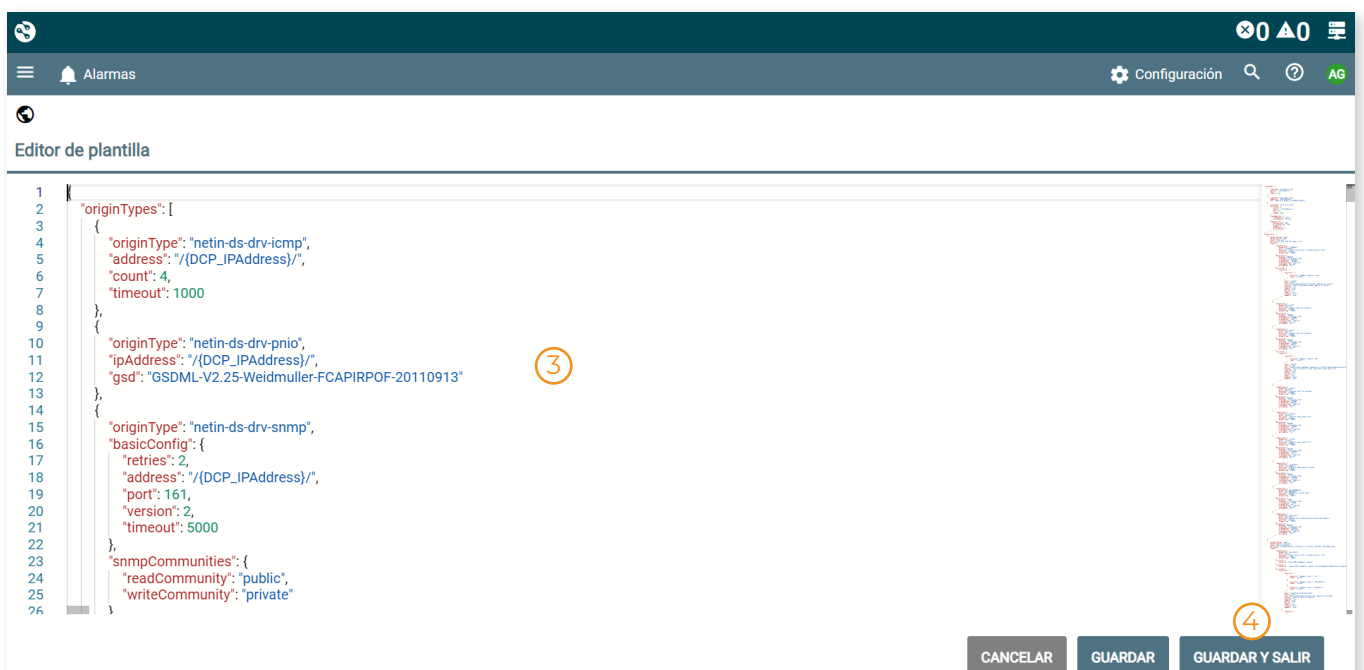 0 0
Alarmas Configuración AG
Editor de plantilla
1 {
2 "originTypes": [
3 {
4 "originType": "netin-ds-drv-icmp",
5 "address": "/{DCP_IPAddress}/",
6 "count": 4,
7 "timeout": 1000
8 },
9 {
10 "originType": "netin-ds-drv-pnio",
11 "ipAddress": "/{DCP_IPAddress}/",
12 "gsd": "GSDML-V2.25-Weidmuller-FCAPIRPOF-20110913"
13 },
14 {
15 "originType": "netin-ds-drv-snmp",
16 "basicConfig": {
17 "retries": 2,
18 "address": "/{DCP_IPAddress}/",
19 "port": 161,
20 "version": 2,
21 "timeout": 5000
22 },
23 "snmpCommunities": {
24 "readCommunity": "public",
25 "writeCommunity": "private"
26 }
3
4
CANCELAR GUARDAR GUARDAR Y SALIR